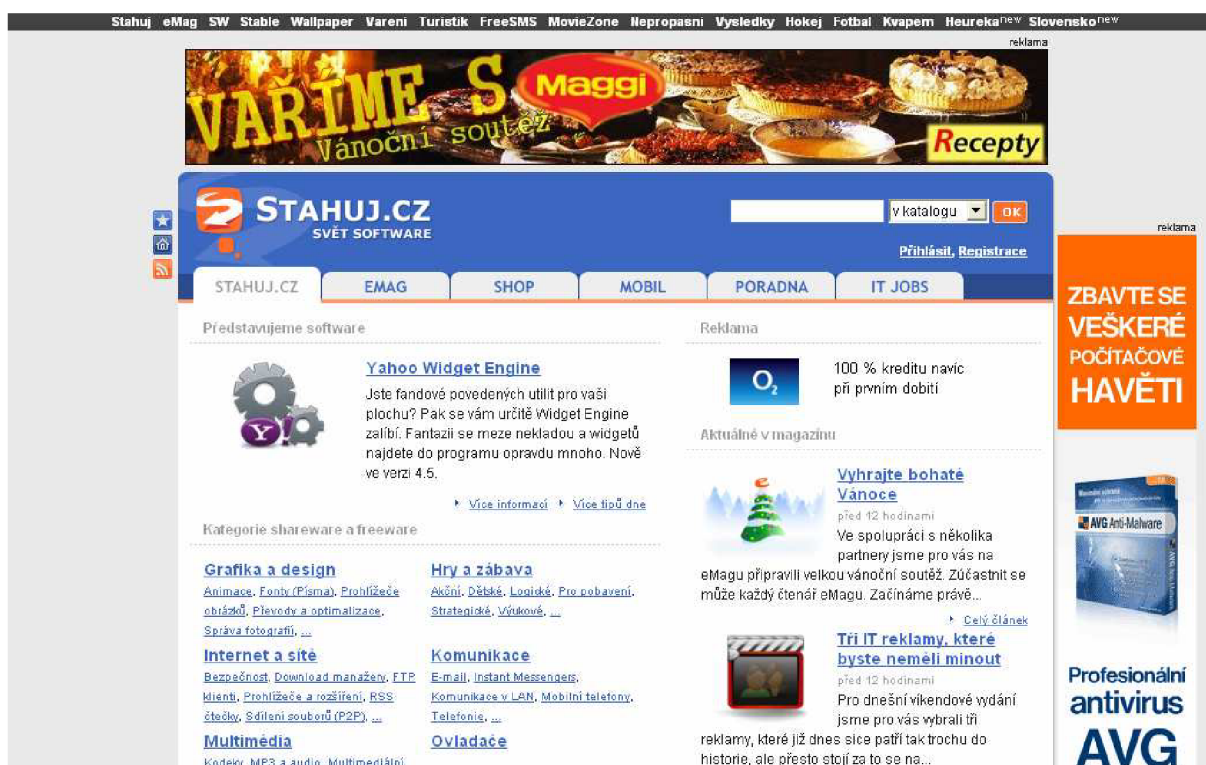 Stahuj eMag SW Stable Wallpaper Vareni Turistik FreeSMS MovieZone Nepropasni Vysledky Hokej Fotbal Kvapem Heureka new Slovensko new
reklama
VAŘÍME S Maggi
Vánoční soutěž
Recepty
STAHUJ.CZ
SVĚT SOFTWARE
v katalogu OK
Přihlásit, Registrace
reklama
STAHUJ.CZ EMAG SHOP MOBIL PORADNA IT JOBS
Představujeme software
Yahoo Widget Engine
Jste fandové povedených utilit pro vaši
plochu? Pak se vám určitě Widget Engine
zalíbí. Fantazii se meze nekladou a widgetů
najdete do programu opravdu mnoho. Nově
ve verzi 4.5.
Více informací Více tipů dne
Kategorie shareware a freeware
Grafika a design
Animace, Fonty (Písma), Prohlížeče
obrázků, Převody a optimalizace,
Správa fotografií, ...
Hry a zábava
Akční, Dětské, Logické, Pro pobavení,
Strategické, Výukové, ...
Internet a sítě
Bezpečnost, Download manažery, FTP
klienti, Prohlížeče a rozšíření, RSS
čtečky, Sdílení souborů (P2P), ...
Komunikace
E-mail, Instant Messengers,
Komunikace v LAN, Mobilní telefony,
Telefonie, ...
Multimédia
Kodeky, MP3 a audio, Multimediální
Ovladače
Reklama
O2
100 % kreditu navíc
při prvním dobití
Aktuálně v magazínu
Vyhrajte bohaté
Vánoce
před 12 hodinami
Ve spolupráci s několika
partnery jsme pro vás na
eMagu připravili velkou vánoční soutěž. Zúčastnit se
může každý čtenář eMagu. Začínáme právě...
Celý článek
Tři IT reklamy, které
byste neměli minout
před 12 hodinami
Pro dnešní víkendové vydání
jsme pro vás vybrali tři
reklamy, které již dnes sice patří tak trochu do
historie, ale přesto stojí za to se na...
ZBAVTE SE
VEŠKERÉ
POČÍTAČOVÉ
HAVĚTI
AVG Anti-Malware
Profesionální
antivirus
AVG